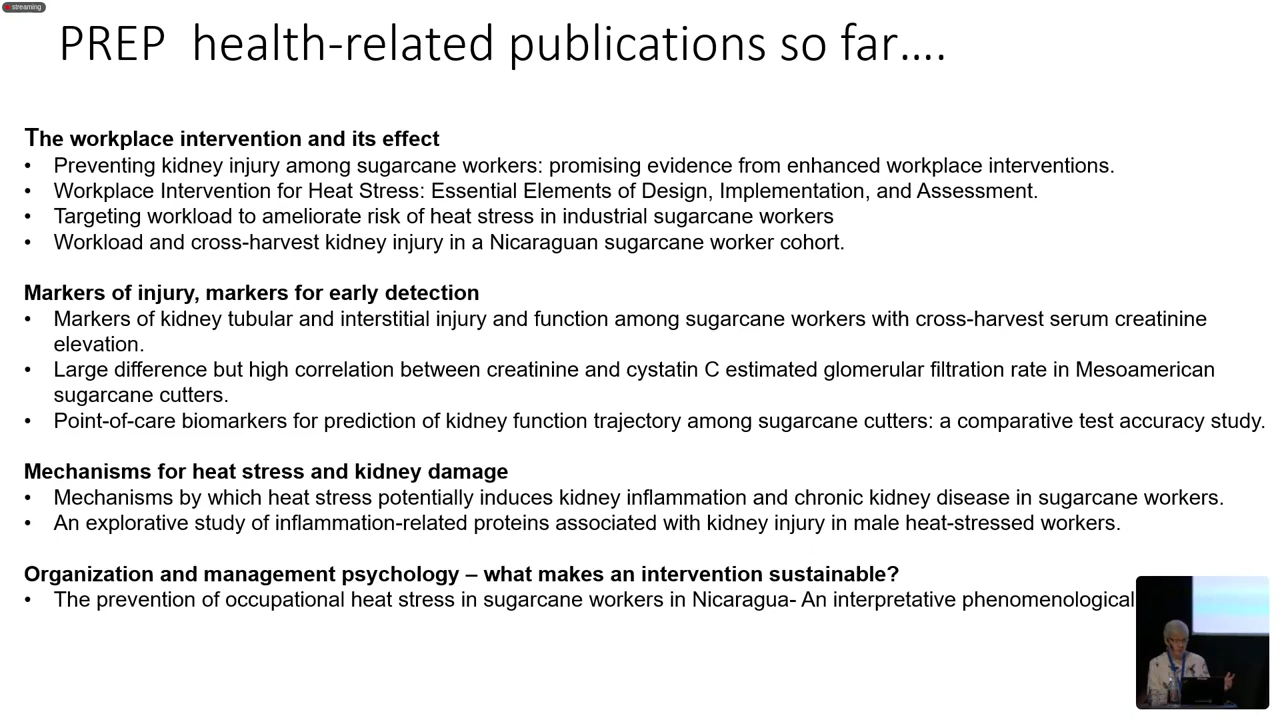 streaming
PREP health-related publications so far....
The workplace intervention and its effect
• Preventing kidney injury among sugarcane workers: promising evidence from enhanced workplace interventions.
• Workplace Intervention for Heat Stress: Essential Elements of Design, Implementation, and Assessment.
• Targeting workload to ameliorate risk of heat stress in industrial sugarcane workers
• Workload and cross-harvest kidney injury in a Nicaraguan sugarcane worker cohort.
Markers of injury, markers for early detection
• Markers of kidney tubular and interstitial injury and function among sugarcane workers with cross-harvest serum creatinine
elevation.
• Large difference but high correlation between creatinine and cystatin C estimated glomerular filtration rate in Mesoamerican
sugarcane cutters.
• Point-of-care biomarkers for prediction of kidney function trajectory among sugarcane cutters: a comparative test accuracy study.
Mechanisms for heat stress and kidney damage
• Mechanisms by which heat stress potentially induces kidney inflammation and chronic kidney disease in sugarcane workers.
• An explorative study of inflammation-related proteins associated with kidney injury in male heat-stressed workers.
Organization and management psychology – what makes an intervention sustainable?
• The prevention of occupational heat stress in sugarcane workers in Nicaragua- An interpretative phenomenological